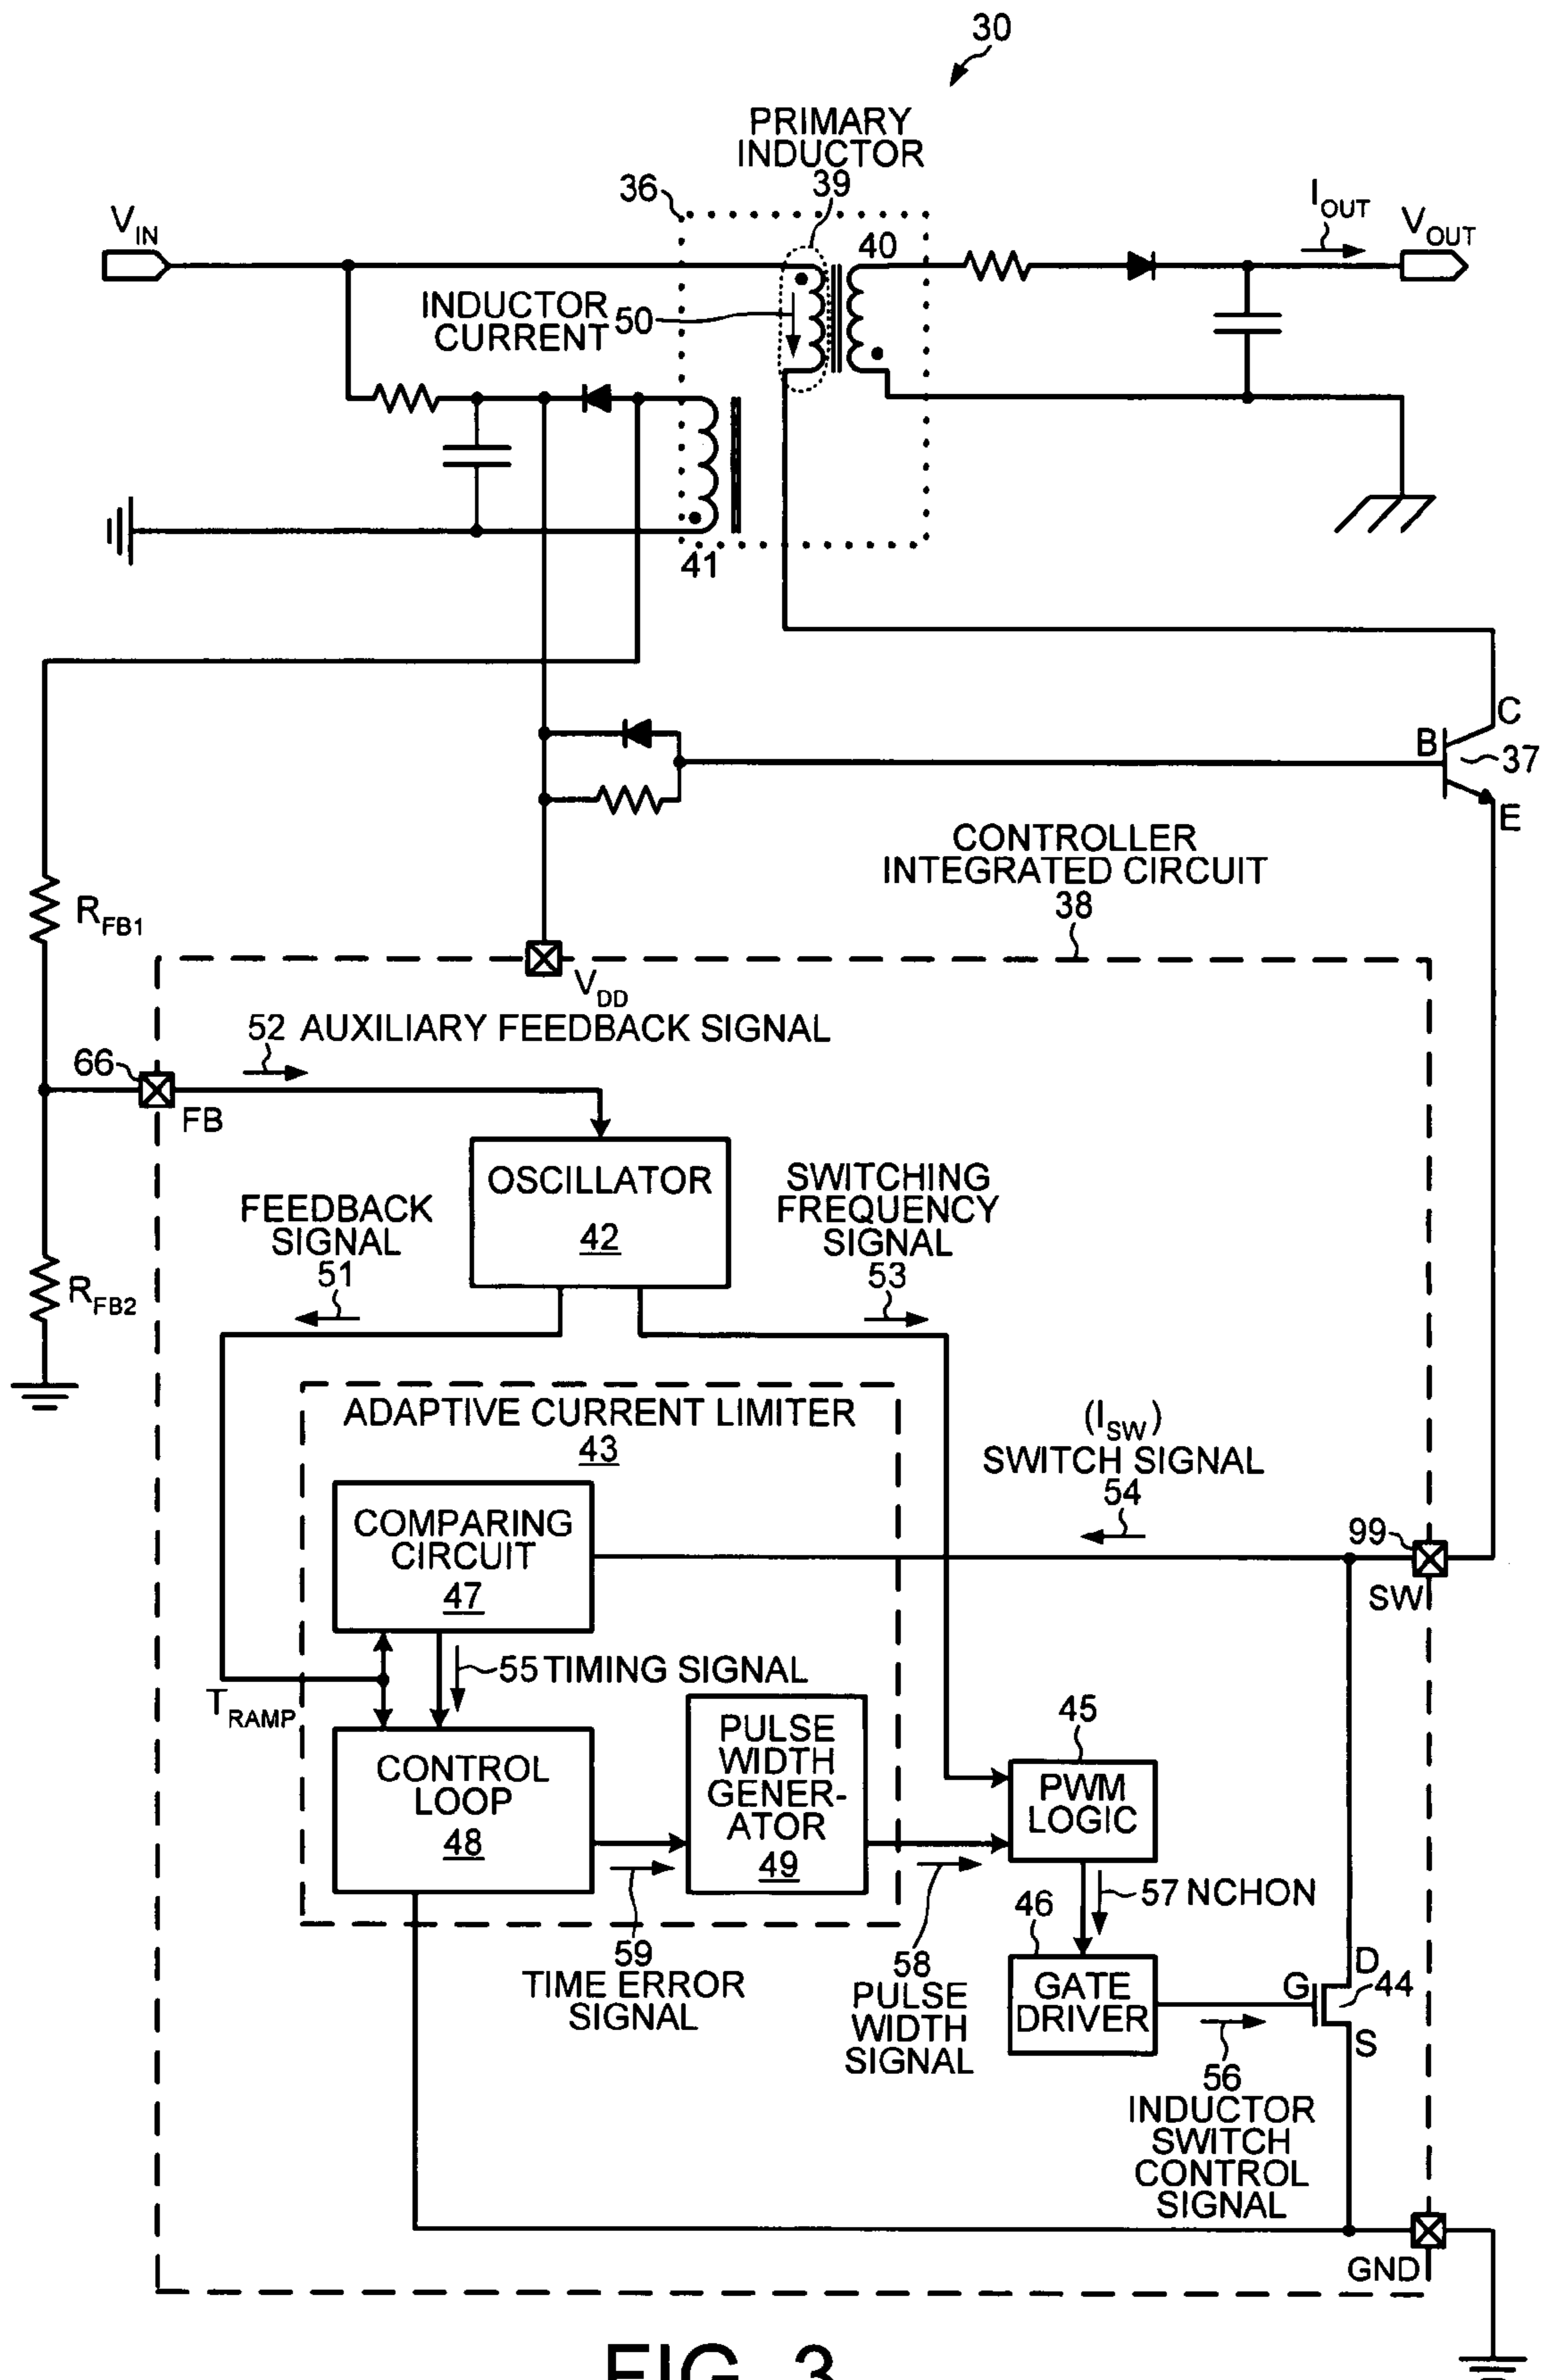 30
PRIMARY
INDUCTOR
39
36
V_IN
40
I_OUT
V_OUT
INDUCTOR
CURRENT
50
41
C
B
37
E
CONTROLLER
INTEGRATED CIRCUIT
38
R_FB1
V_DD
52 AUXILIARY FEEDBACK SIGNAL
66
FB
OSCILLATOR
42
SWITCHING
FREQUENCY
SIGNAL
53
FEEDBACK
SIGNAL
51
R_FB2
ADAPTIVE CURRENT LIMITER
43
(I_SW)
SWITCH SIGNAL
54
COMPARING
CIRCUIT
47
99
SW
55 TIMING SIGNAL
T_RAMP
CONTROL
LOOP
48
PULSE
WIDTH
GENER-
ATOR
49
45
PWM
LOGIC
57 NCHON
46
59
TIME ERROR
SIGNAL
58
PULSE
WIDTH
SIGNAL
GATE
DRIVER
D
G
44
S
56
INDUCTOR
SWITCH
CONTROL
SIGNAL
GND
FIG. 3